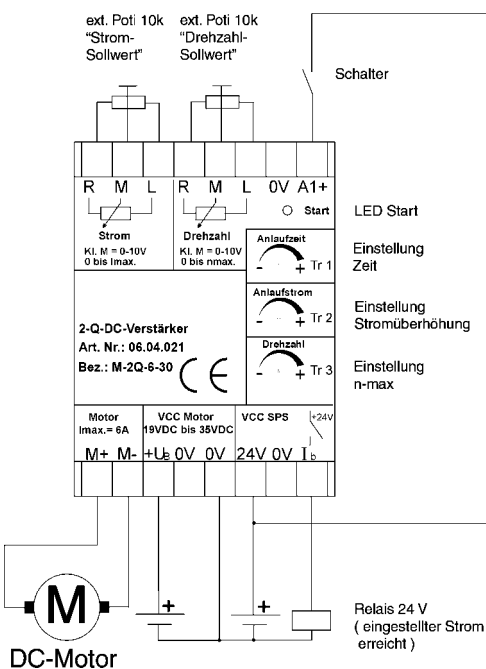 ext. Poti 10k
"Strom-
Sollwert"
ext. Poti 10k
"Drehzahl-
Sollwert"
Schalter
R M L R M L 0V A1+
Start
LED Start
Strom
Kl. M = 0-10V
0 bis Imax.
Drehzahl
Kl. M = 0-10V
0 bis nmax.
Anlaufzeit
- + Tr 1
Einstellung
Zeit
Anlaufstrom
- + Tr 2
Einstellung
Stromüberhöhung
Drehzahl
- + Tr 3
Einstellung
n-max
2-Q-DC-Verstärker
Art. Nr.: 06.04.021
Bez.: M-2Q-6-30
CE
Motor
Imax.= 6A
VCC Motor
19VDC bis 35VDC
VCC SPS
+24V
M+ M- +UB 0V 0V 24V 0V Ib
M
DC-Motor
+
+
Relais 24 V
( eingestellter Strom
erreicht )